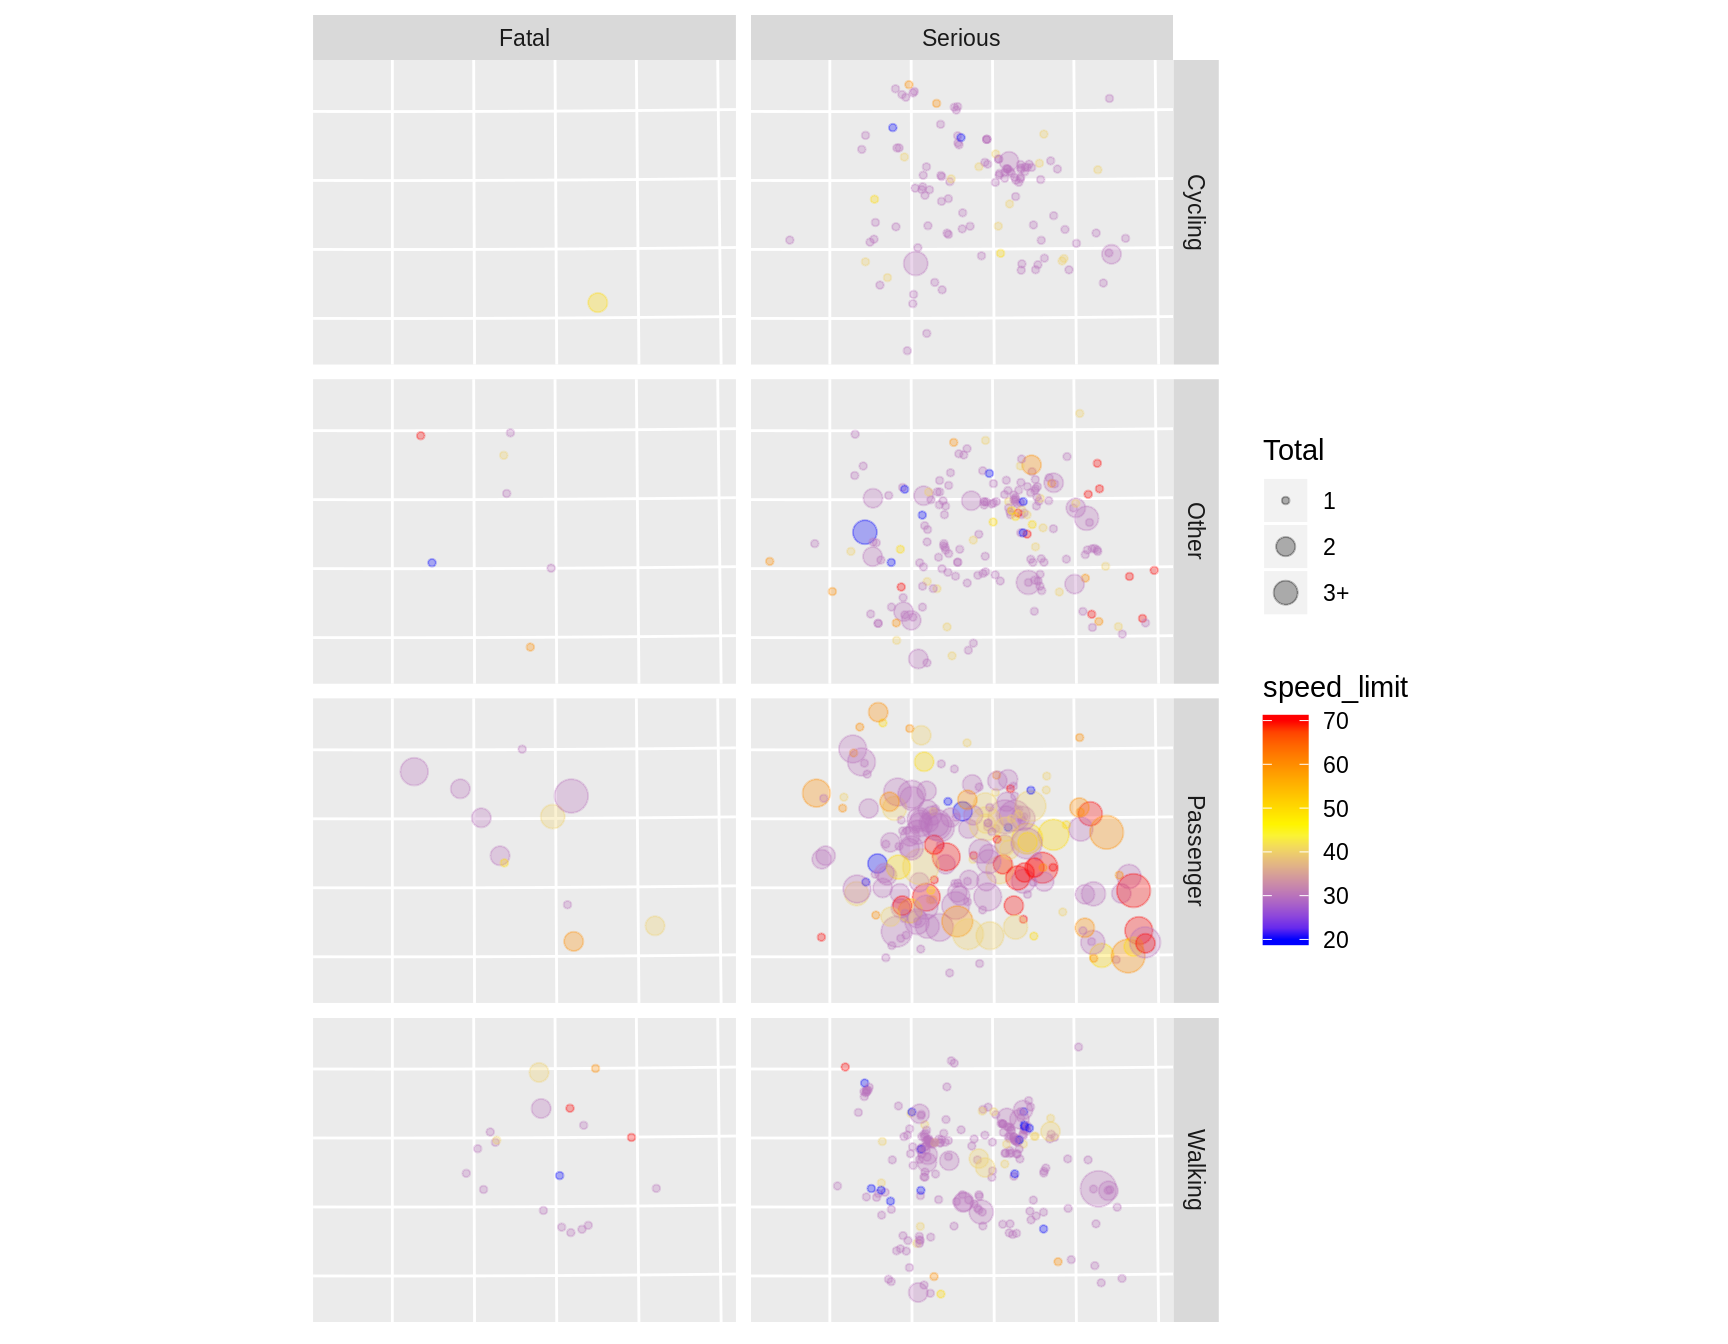 Fatal
Serious
Cycling
Other
Passenger
Walking
Total
1
2
3+
speed_limit
70
60
50
40
30
20